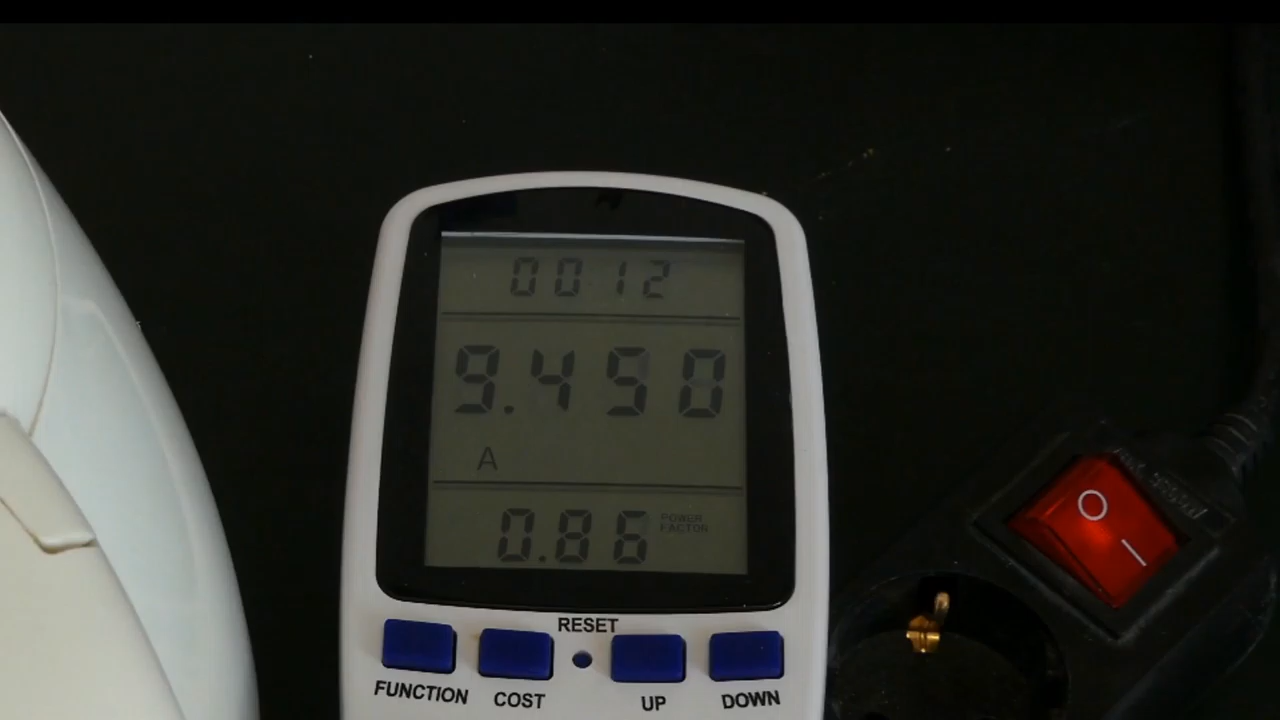 0012
9.450
A
0.86 POWER FACTOR
RESET
FUNCTION COST UP DOWN